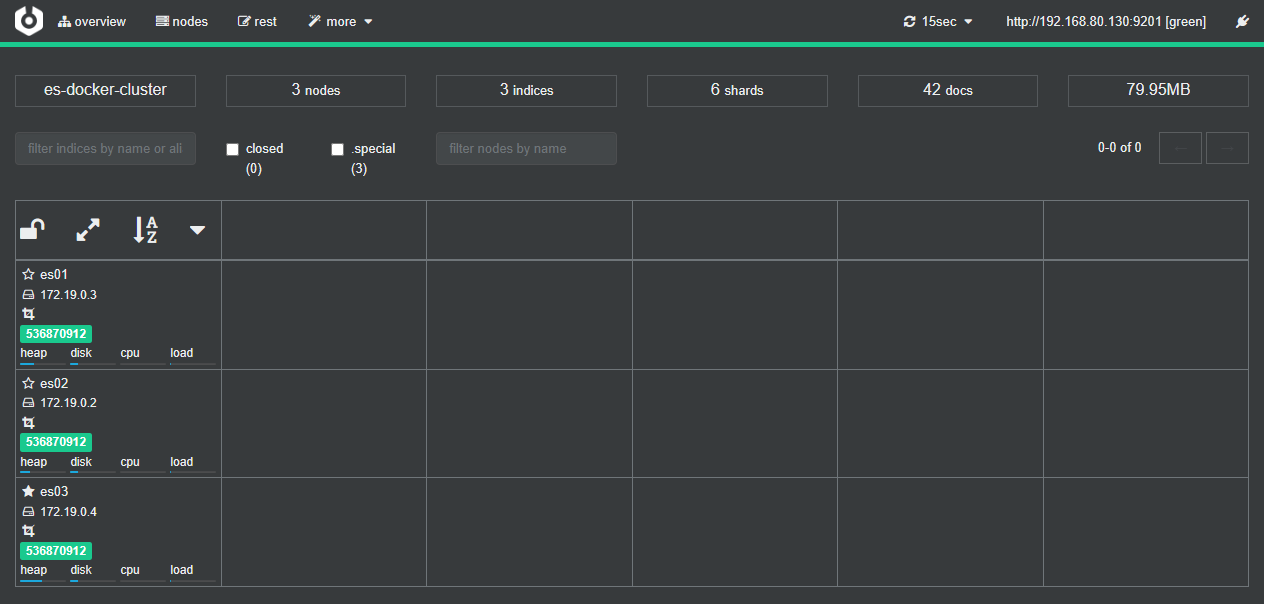 overview nodes rest more 15sec http://192.168.80.130:9201 [green]
es-docker-cluster 3 nodes 3 indices 6 shards 42 docs 79.95MB
filter indices by name or ali closed .special filter nodes by name 0-0 of 0 ← →
(0) (3)
A
Z
es01
172.19.0.3
536870912
heap disk cpu load
es02
172.19.0.2
536870912
heap disk cpu load
es03
172.19.0.4
536870912
heap disk cpu load